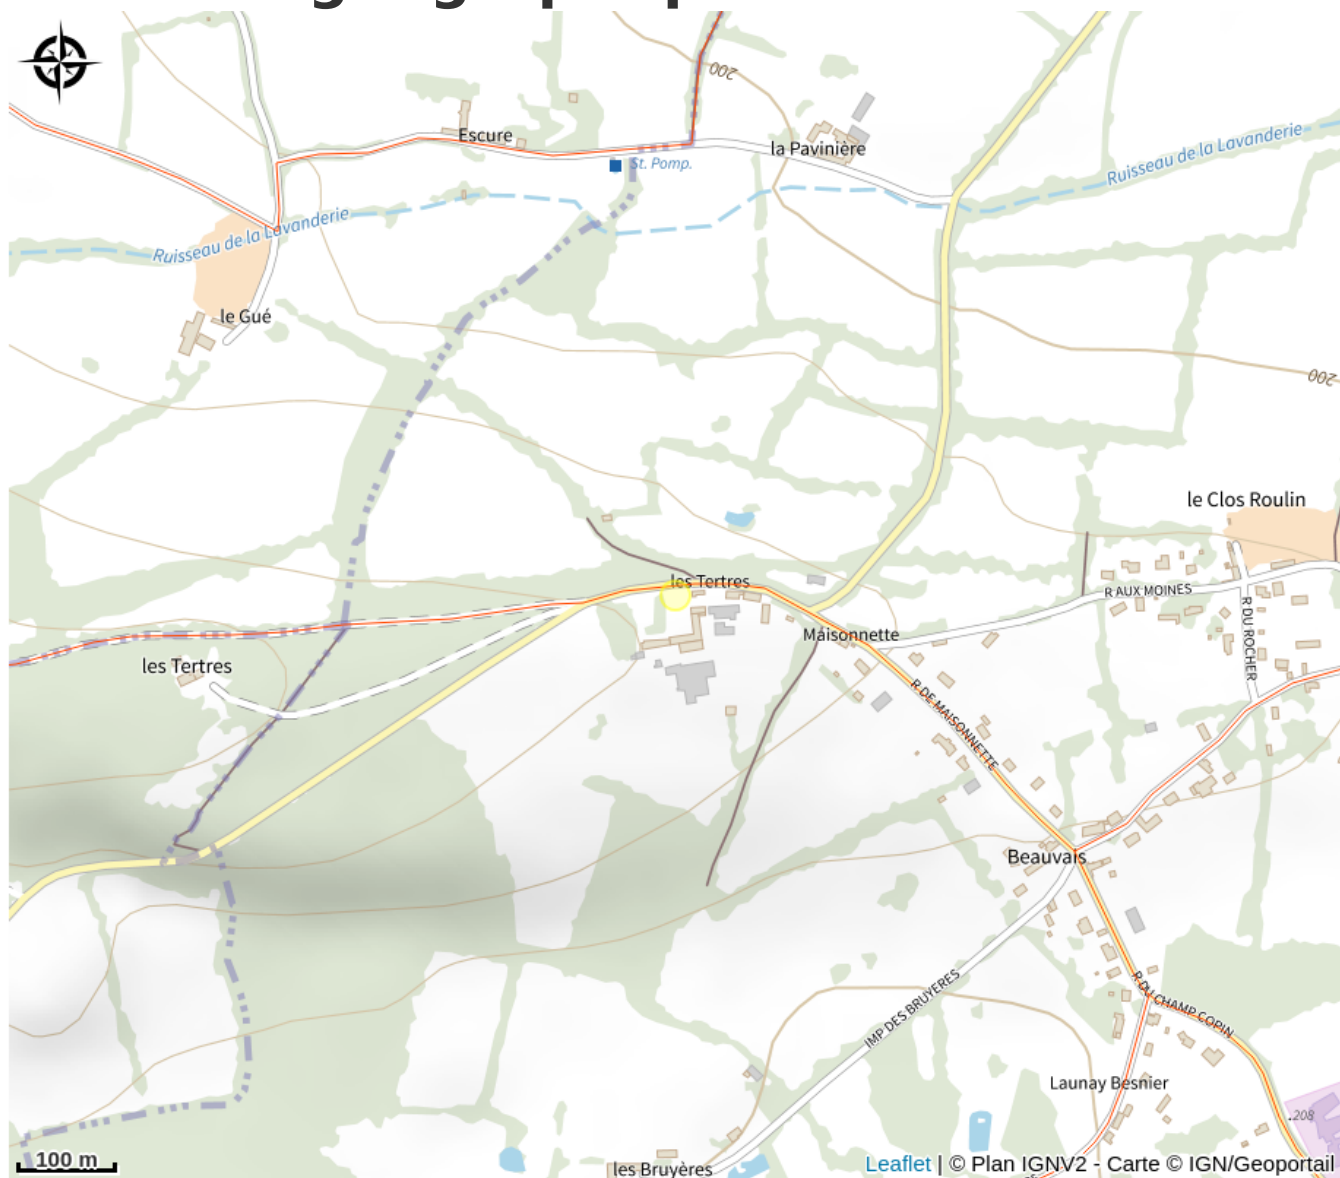 200
Escure
la Pavinière
St. Pomp.
Ruisseau de la Lavanderie
Ruisseau de la Lavanderie
le Gué
200
le Clos Roulin
les Tertres
R AUX MOINES
R DU ROCHER
Maisonnette
les Tertres
R DE MAISONNETTE
Beauvais
IMP DES BRUYERES
R DU CHAMP COPIN
Launay Besnier
208
100 m
les Bruyères
Leaflet | © Plan IGNV2 - Carte © IGN/Geoportail